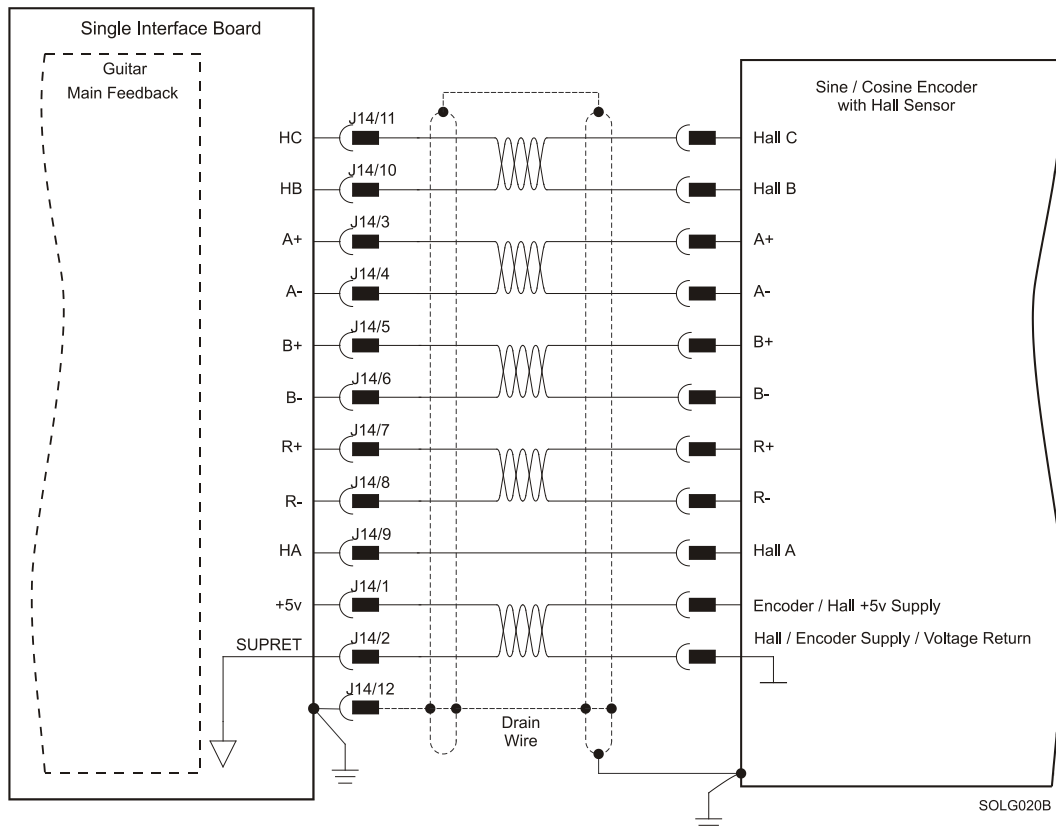 Single Interface Board
Guitar
Main Feedback
Sine / Cosine Encoder
with Hall Sensor
HC
J14/11
Hall C
HB
J14/10
Hall B
A+
J14/3
A+
A-
J14/4
A-
B+
J14/5
B+
B-
J14/6
B-
R+
J14/7
R+
R-
J14/8
R-
HA
J14/9
Hall A
+5v
J14/1
Encoder / Hall +5v Supply
SUPRET
J14/2
Hall / Encoder Supply / Voltage Return
J14/12
Drain
Wire
SOLG020B